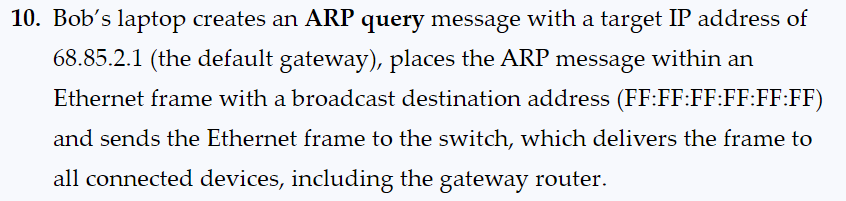 10. Bob’s laptop creates an ARP query message with a target IP address of
68.85.2.1 (the default gateway), places the ARP message within an
Ethernet frame with a broadcast destination address (FF:FF:FF:FF:FF:FF)
and sends the Ethernet frame to the switch, which delivers the frame to
all connected devices, including the gateway router.